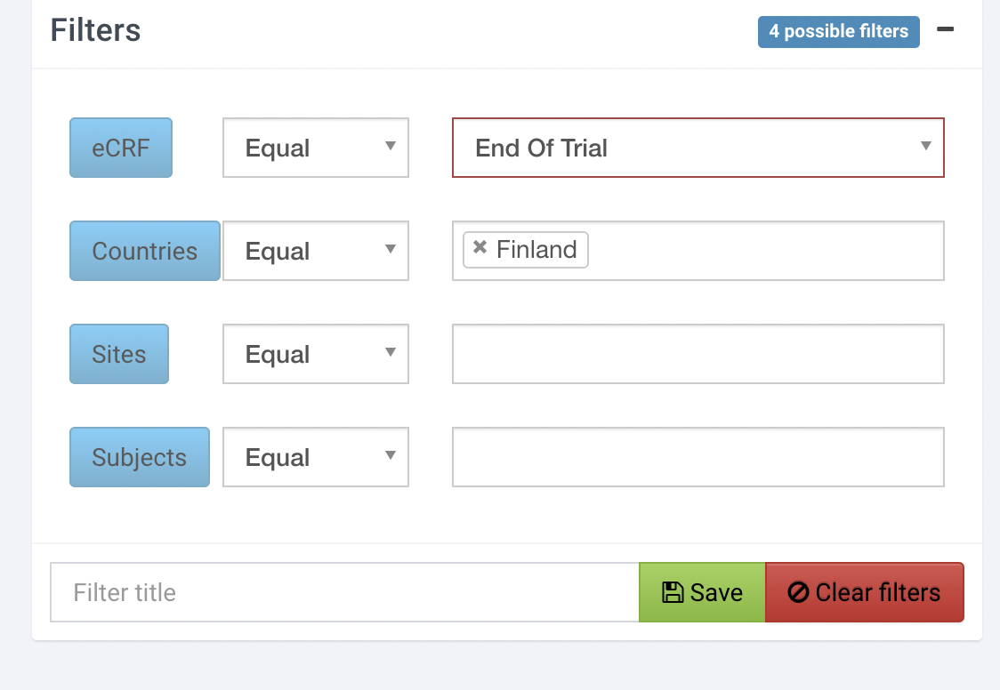 Filters 4 possible filters
eCRF Equal End Of Trial
Countries Equal Finland
Sites Equal
Subjects Equal
Filter title Save Clear filters